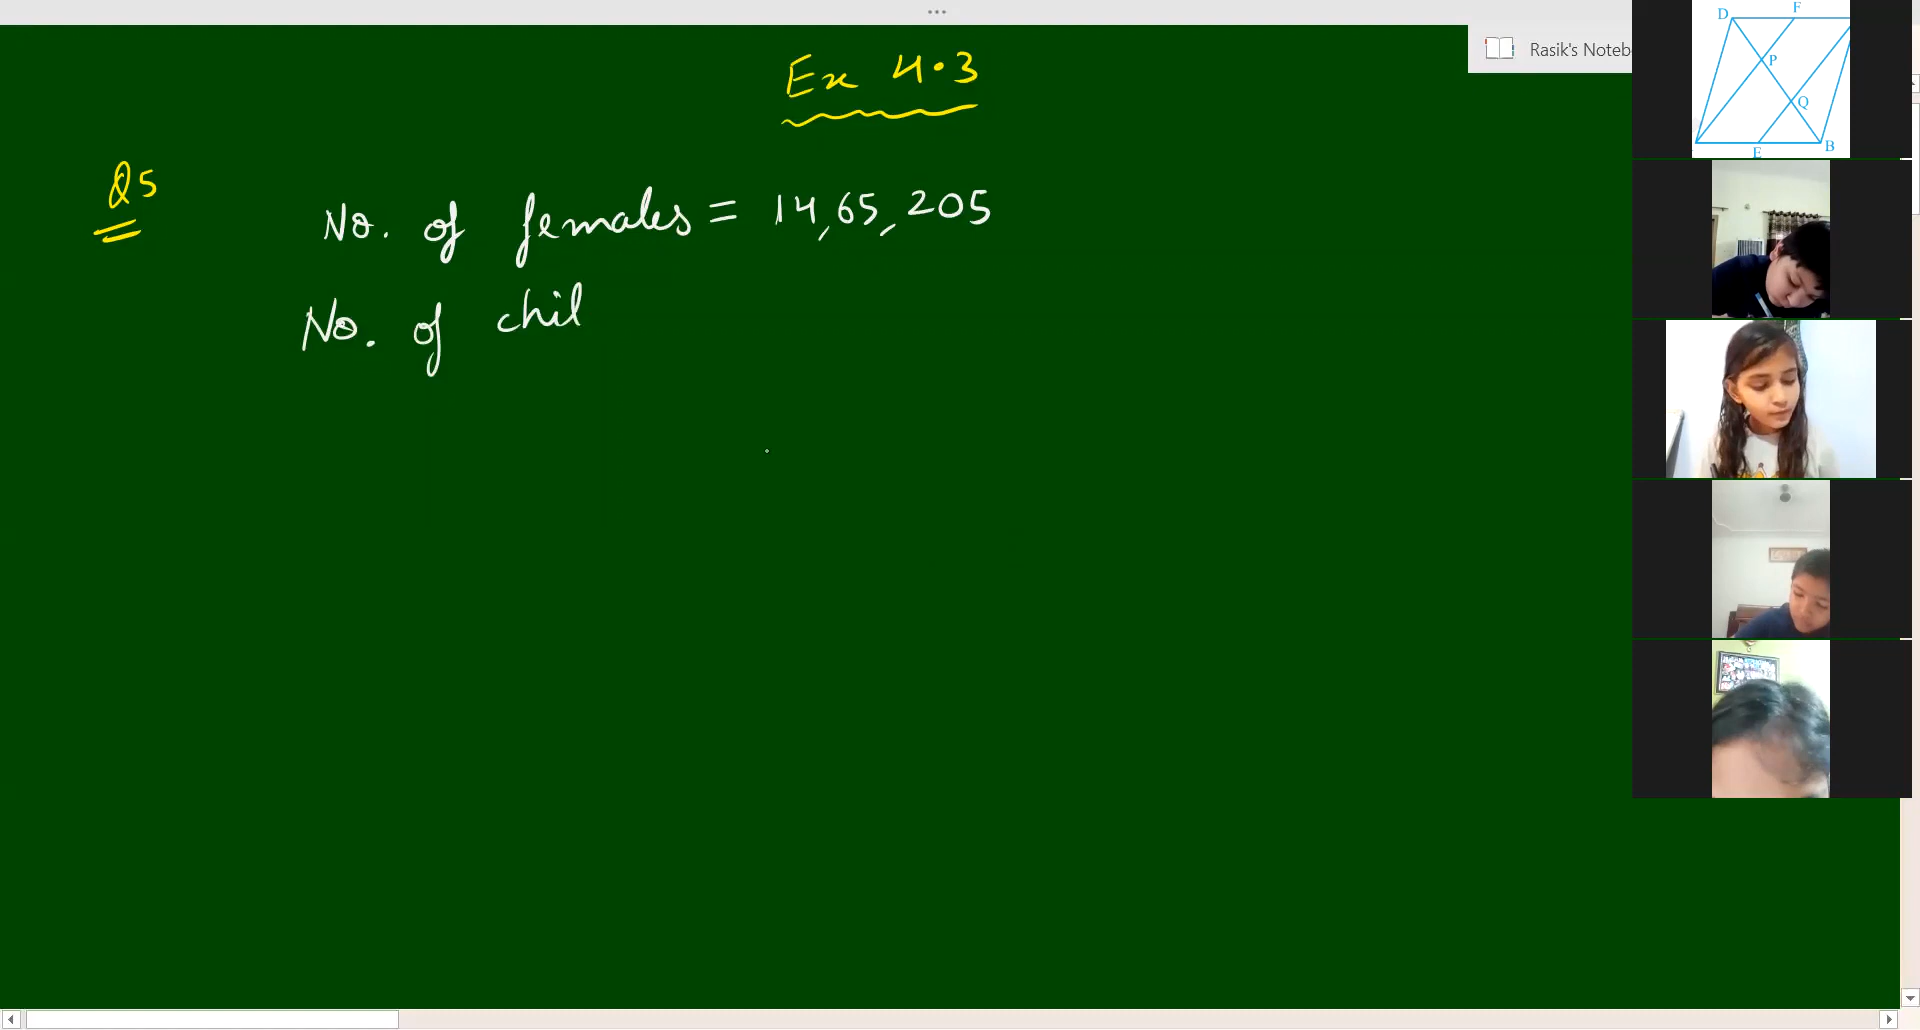 Ex 4.3
Rasik's Noteb
Q5
No. of females = 14,65,205
No. of chil
D F
P
Q
E B